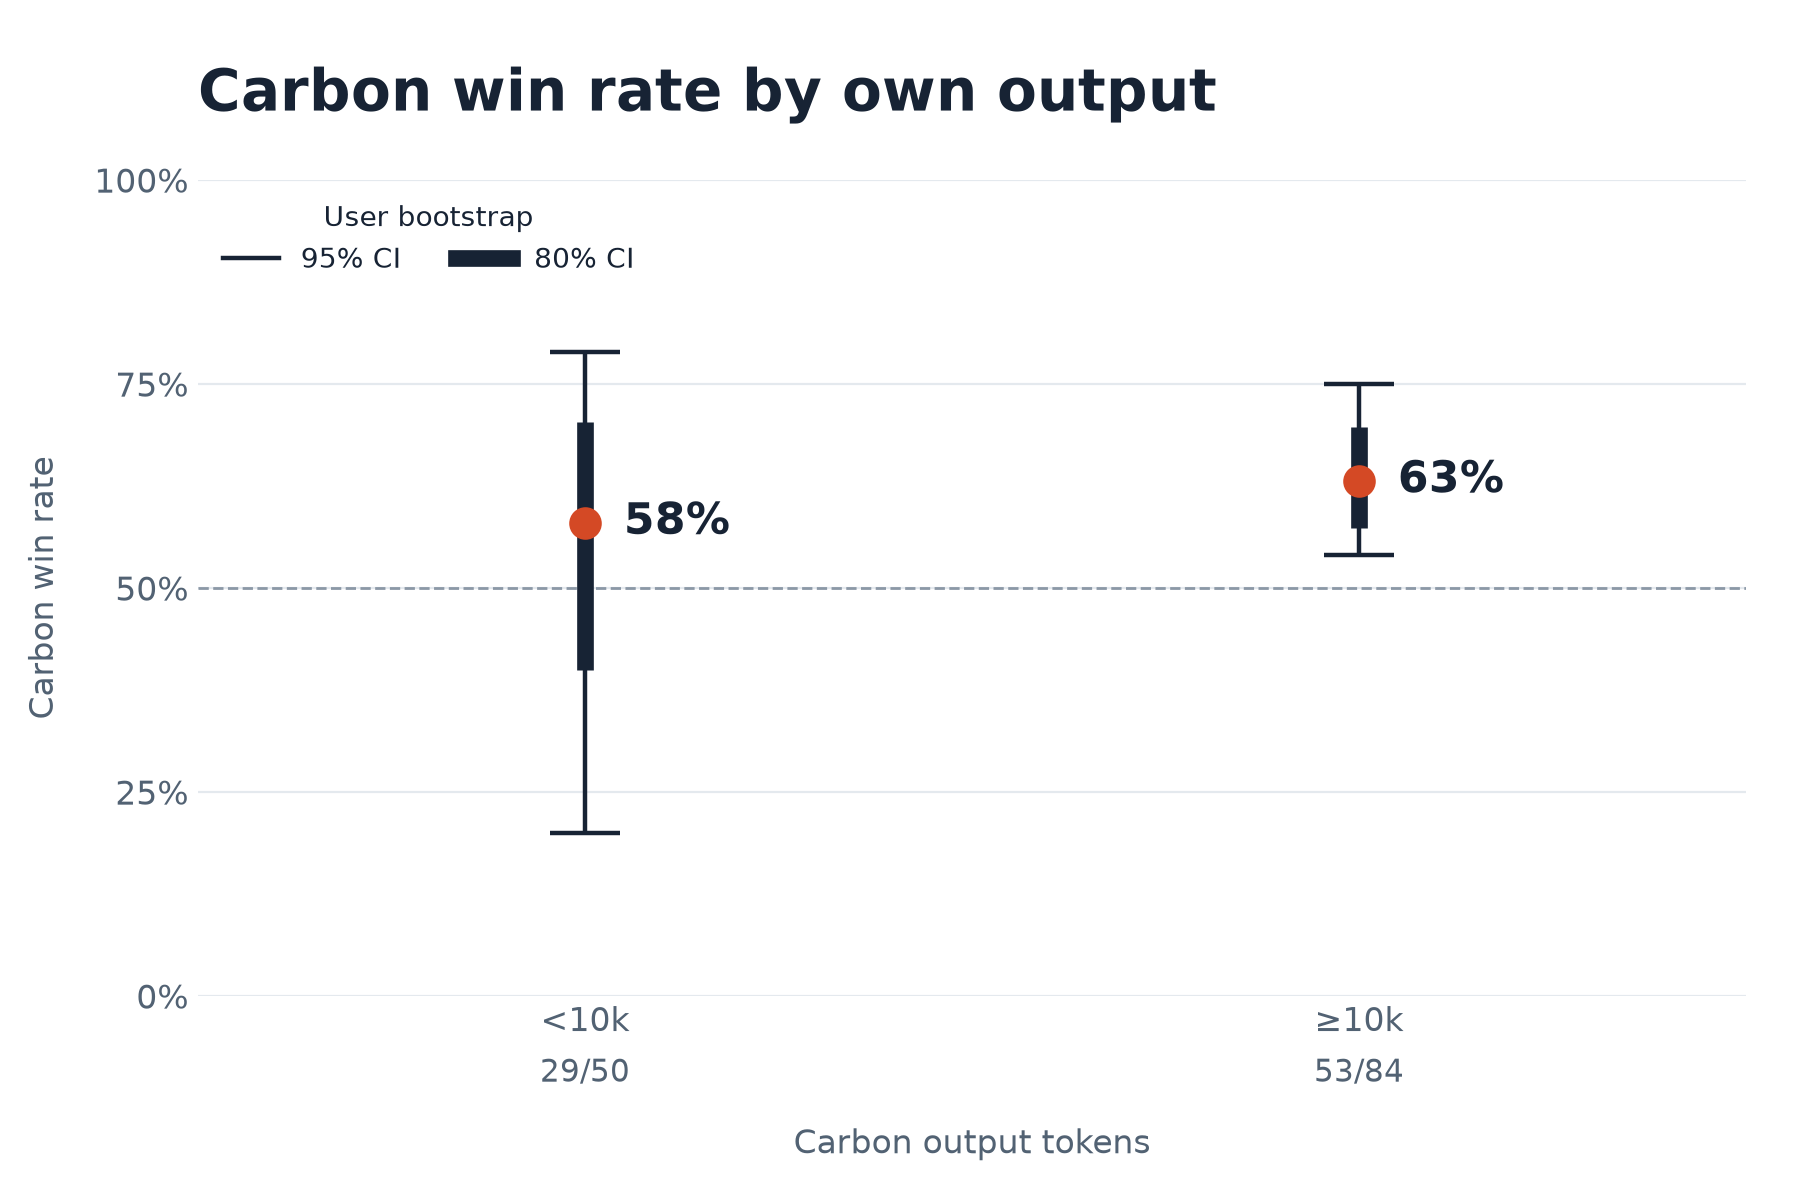 Carbon win rate by own output
100%
User bootstrap
95% CI 80% CI
75%
63%
58%
50%
25%
0%
Carbon win rate
<10k ≥10k
29/50 53/84
Carbon output tokens